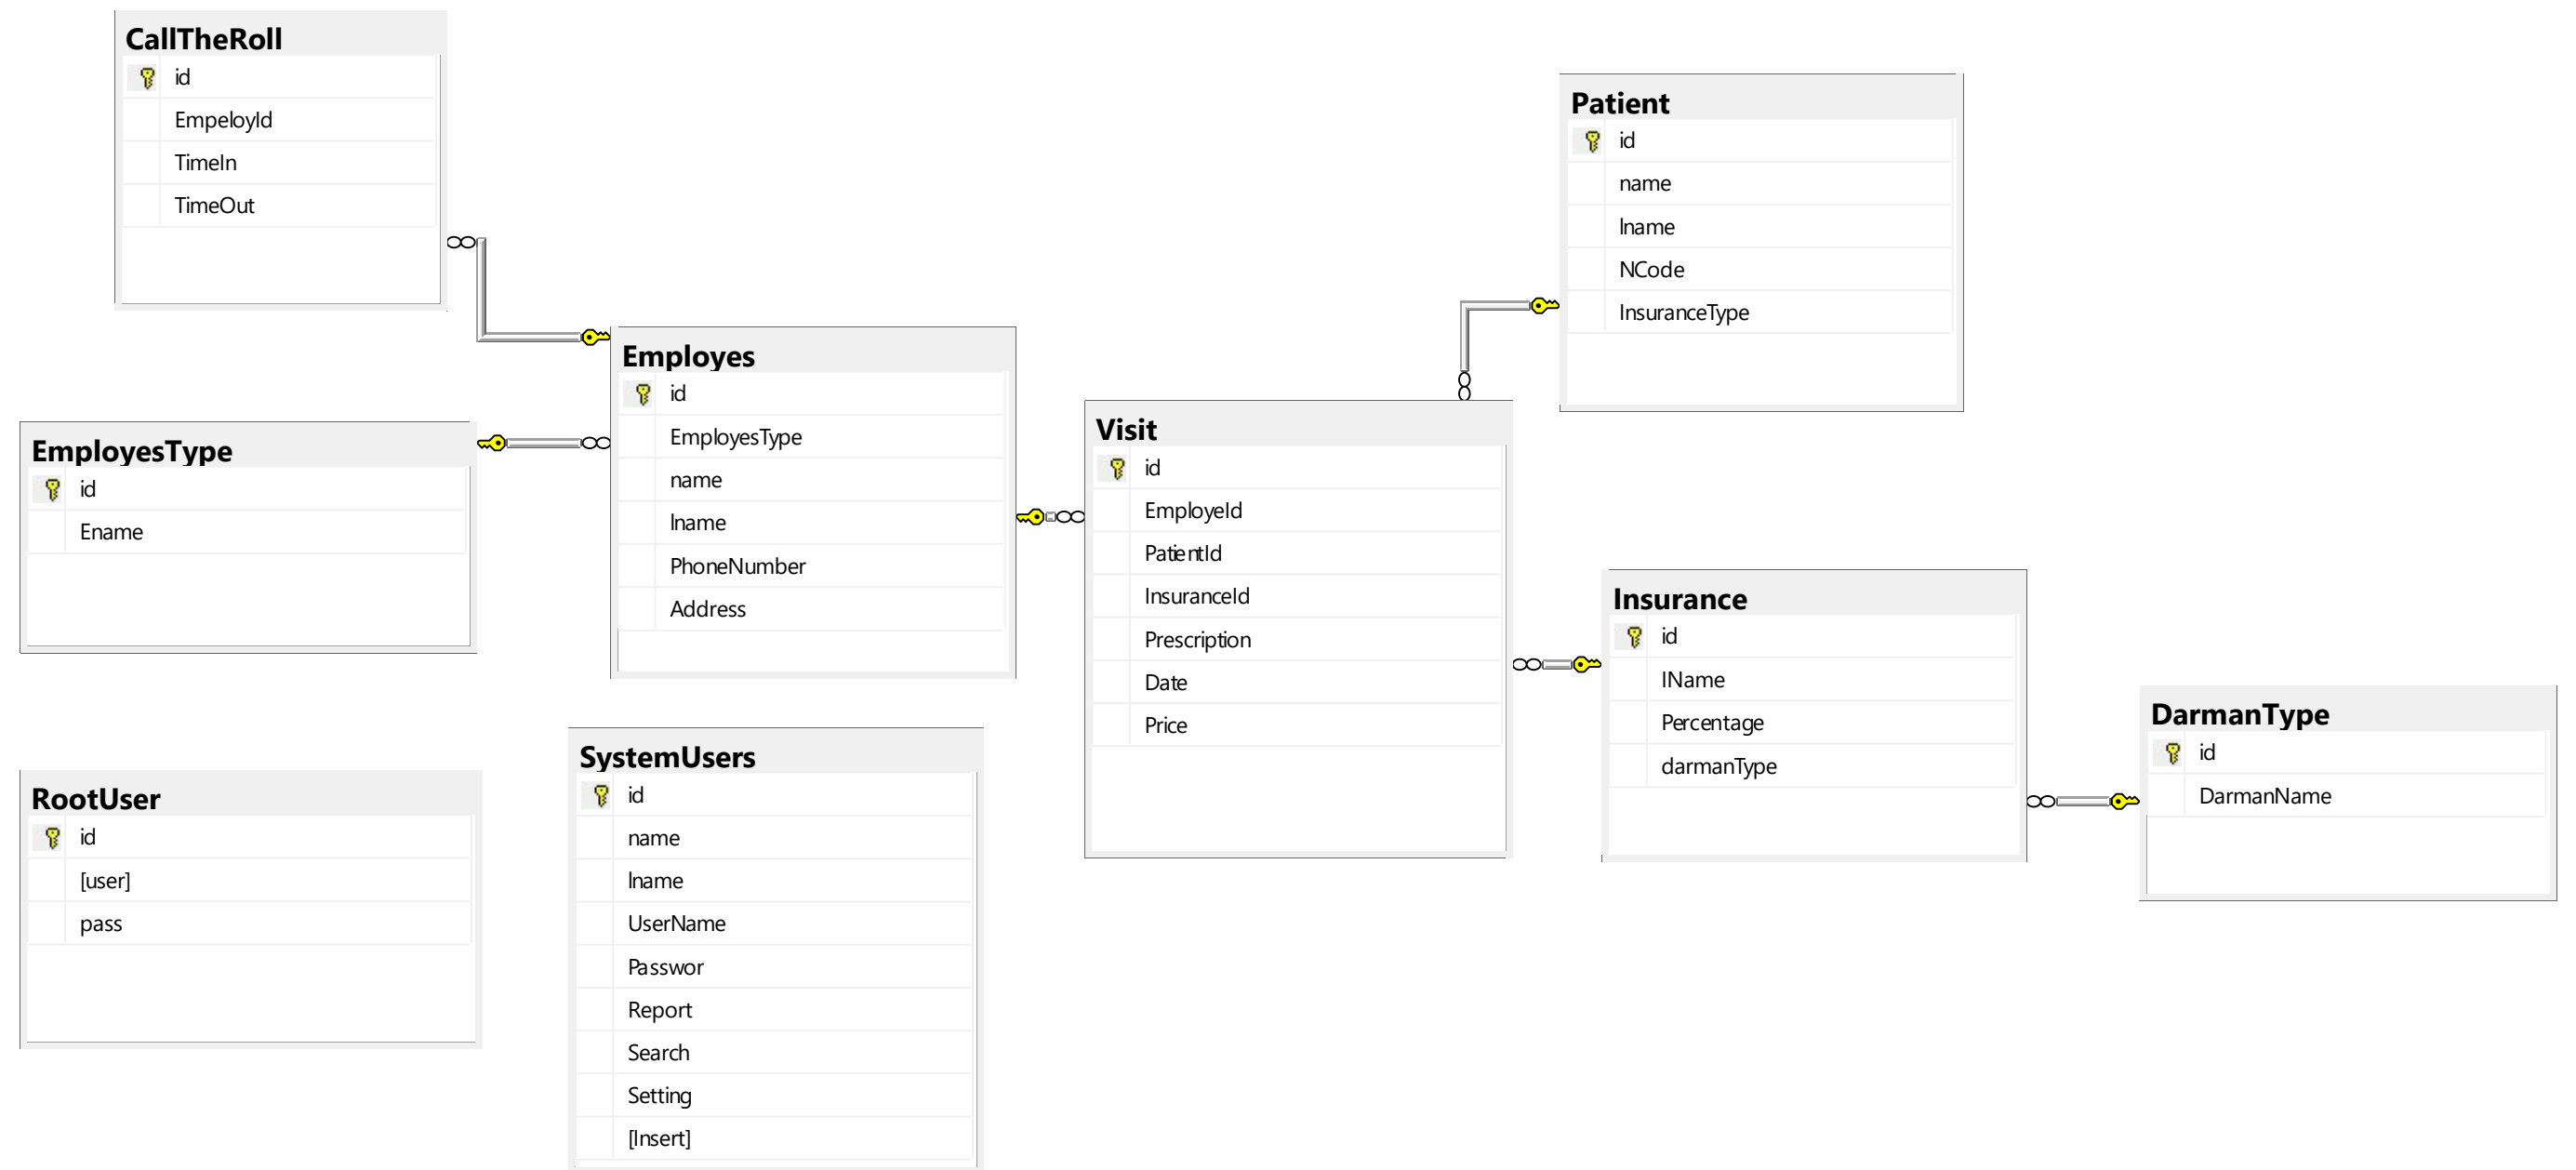 CallTheRoll
id
EmpeloyId
TimeIn
TimeOut
Patient
id
name
lname
NCode
InsuranceType
Employes
id
EmployesType
name
lname
PhoneNumber
Address
EmployesType
id
Ename
Visit
id
EmployeId
PatientId
InsuranceId
Prescription
Date
Price
Insurance
id
IName
Percentage
darmanType
DarmanType
id
DarmanName
RootUser
id
[user]
pass
SystemUsers
id
name
lname
UserName
Passwor
Report
Search
Setting
[Insert]